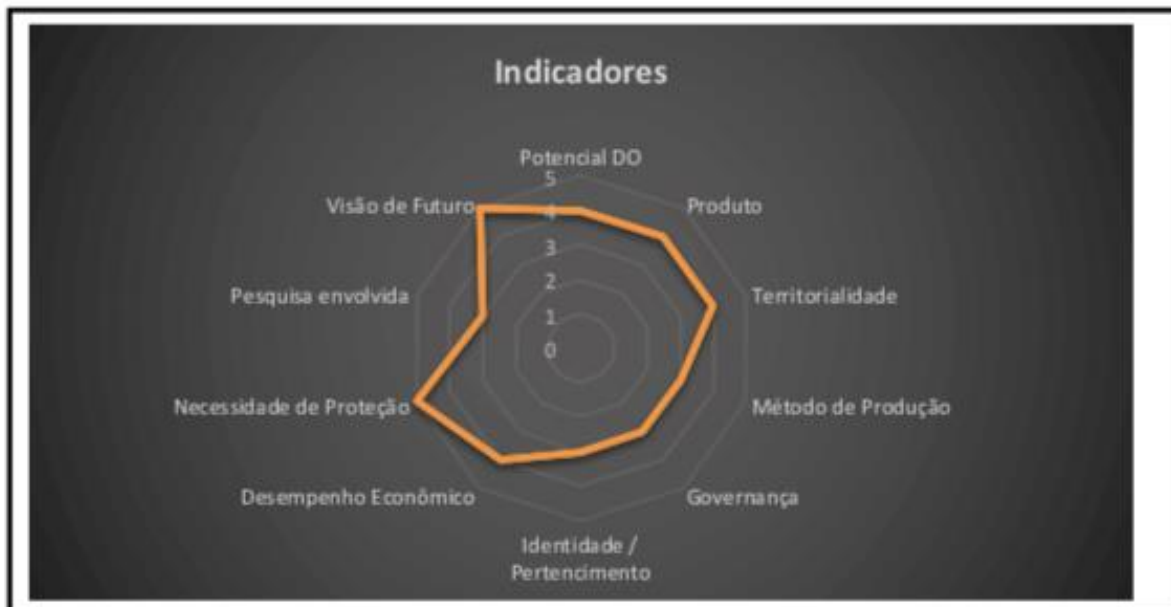 Indicadores
Potencial DO
5
Visão de Futuro
4
Produto
3
Pesquisa envolvida
2
Territorialidade
1
0
Necessidade de Proteção
Método de Produção
Desempenho Econômico
Governança
Identidade /
Pertencimento